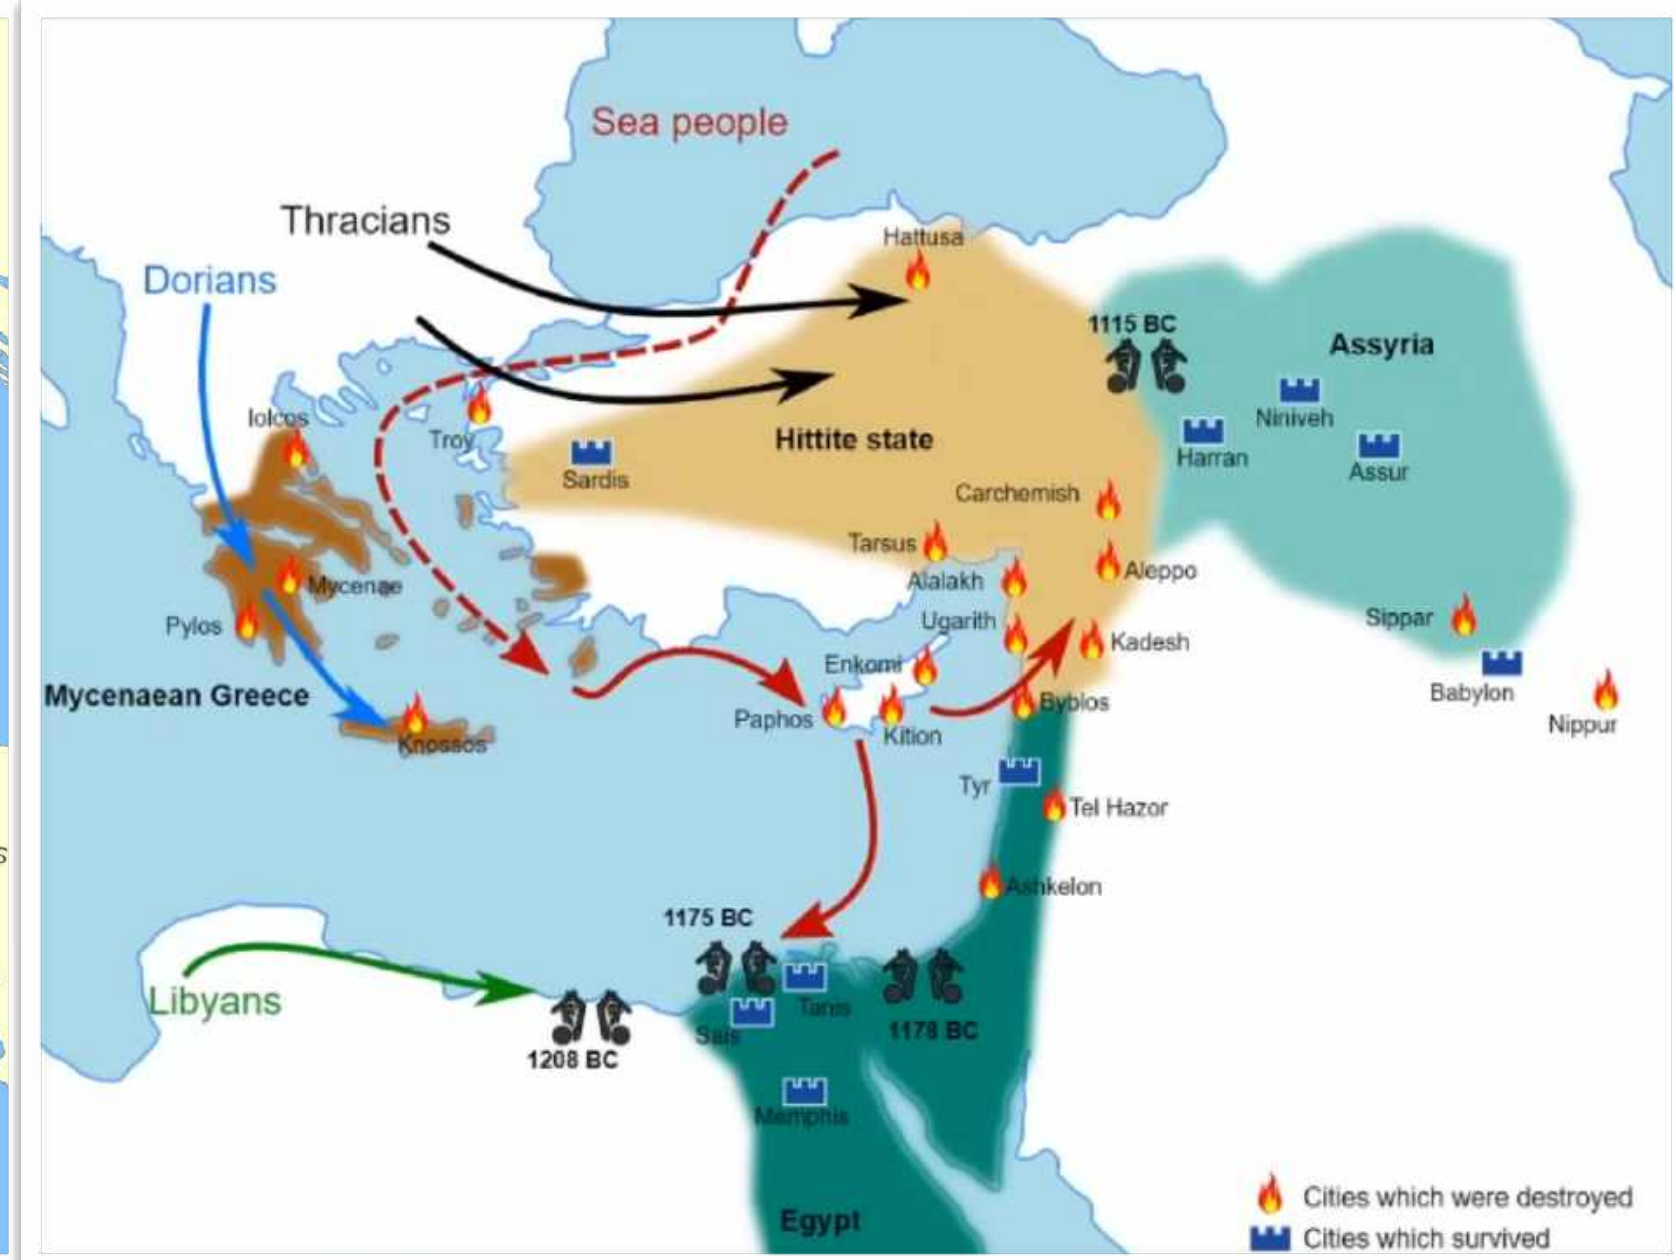 Sea people
Thracians
Hattusa
Dorians
1115 BC
Assyria
Iolcos
Troy
Hittite state
Niniveh
Sardis
Harran
Assur
Carchemish
Tarsus
Alalakh
Aleppo
Mycenae
Pylos
Ugarith
Sippar
Kadesh
Enkomi
Mycenaean Greece
Babylon
Byblos
Paphos
Kition
Nippur
Knossos
Tyr
Tel Hazor
Ashkelon
1175 BC
Libyans
Tanis
Sais
1178 BC
1208 BC
Memphis
Egypt
Cities which were destroyed
Cities which survived
s